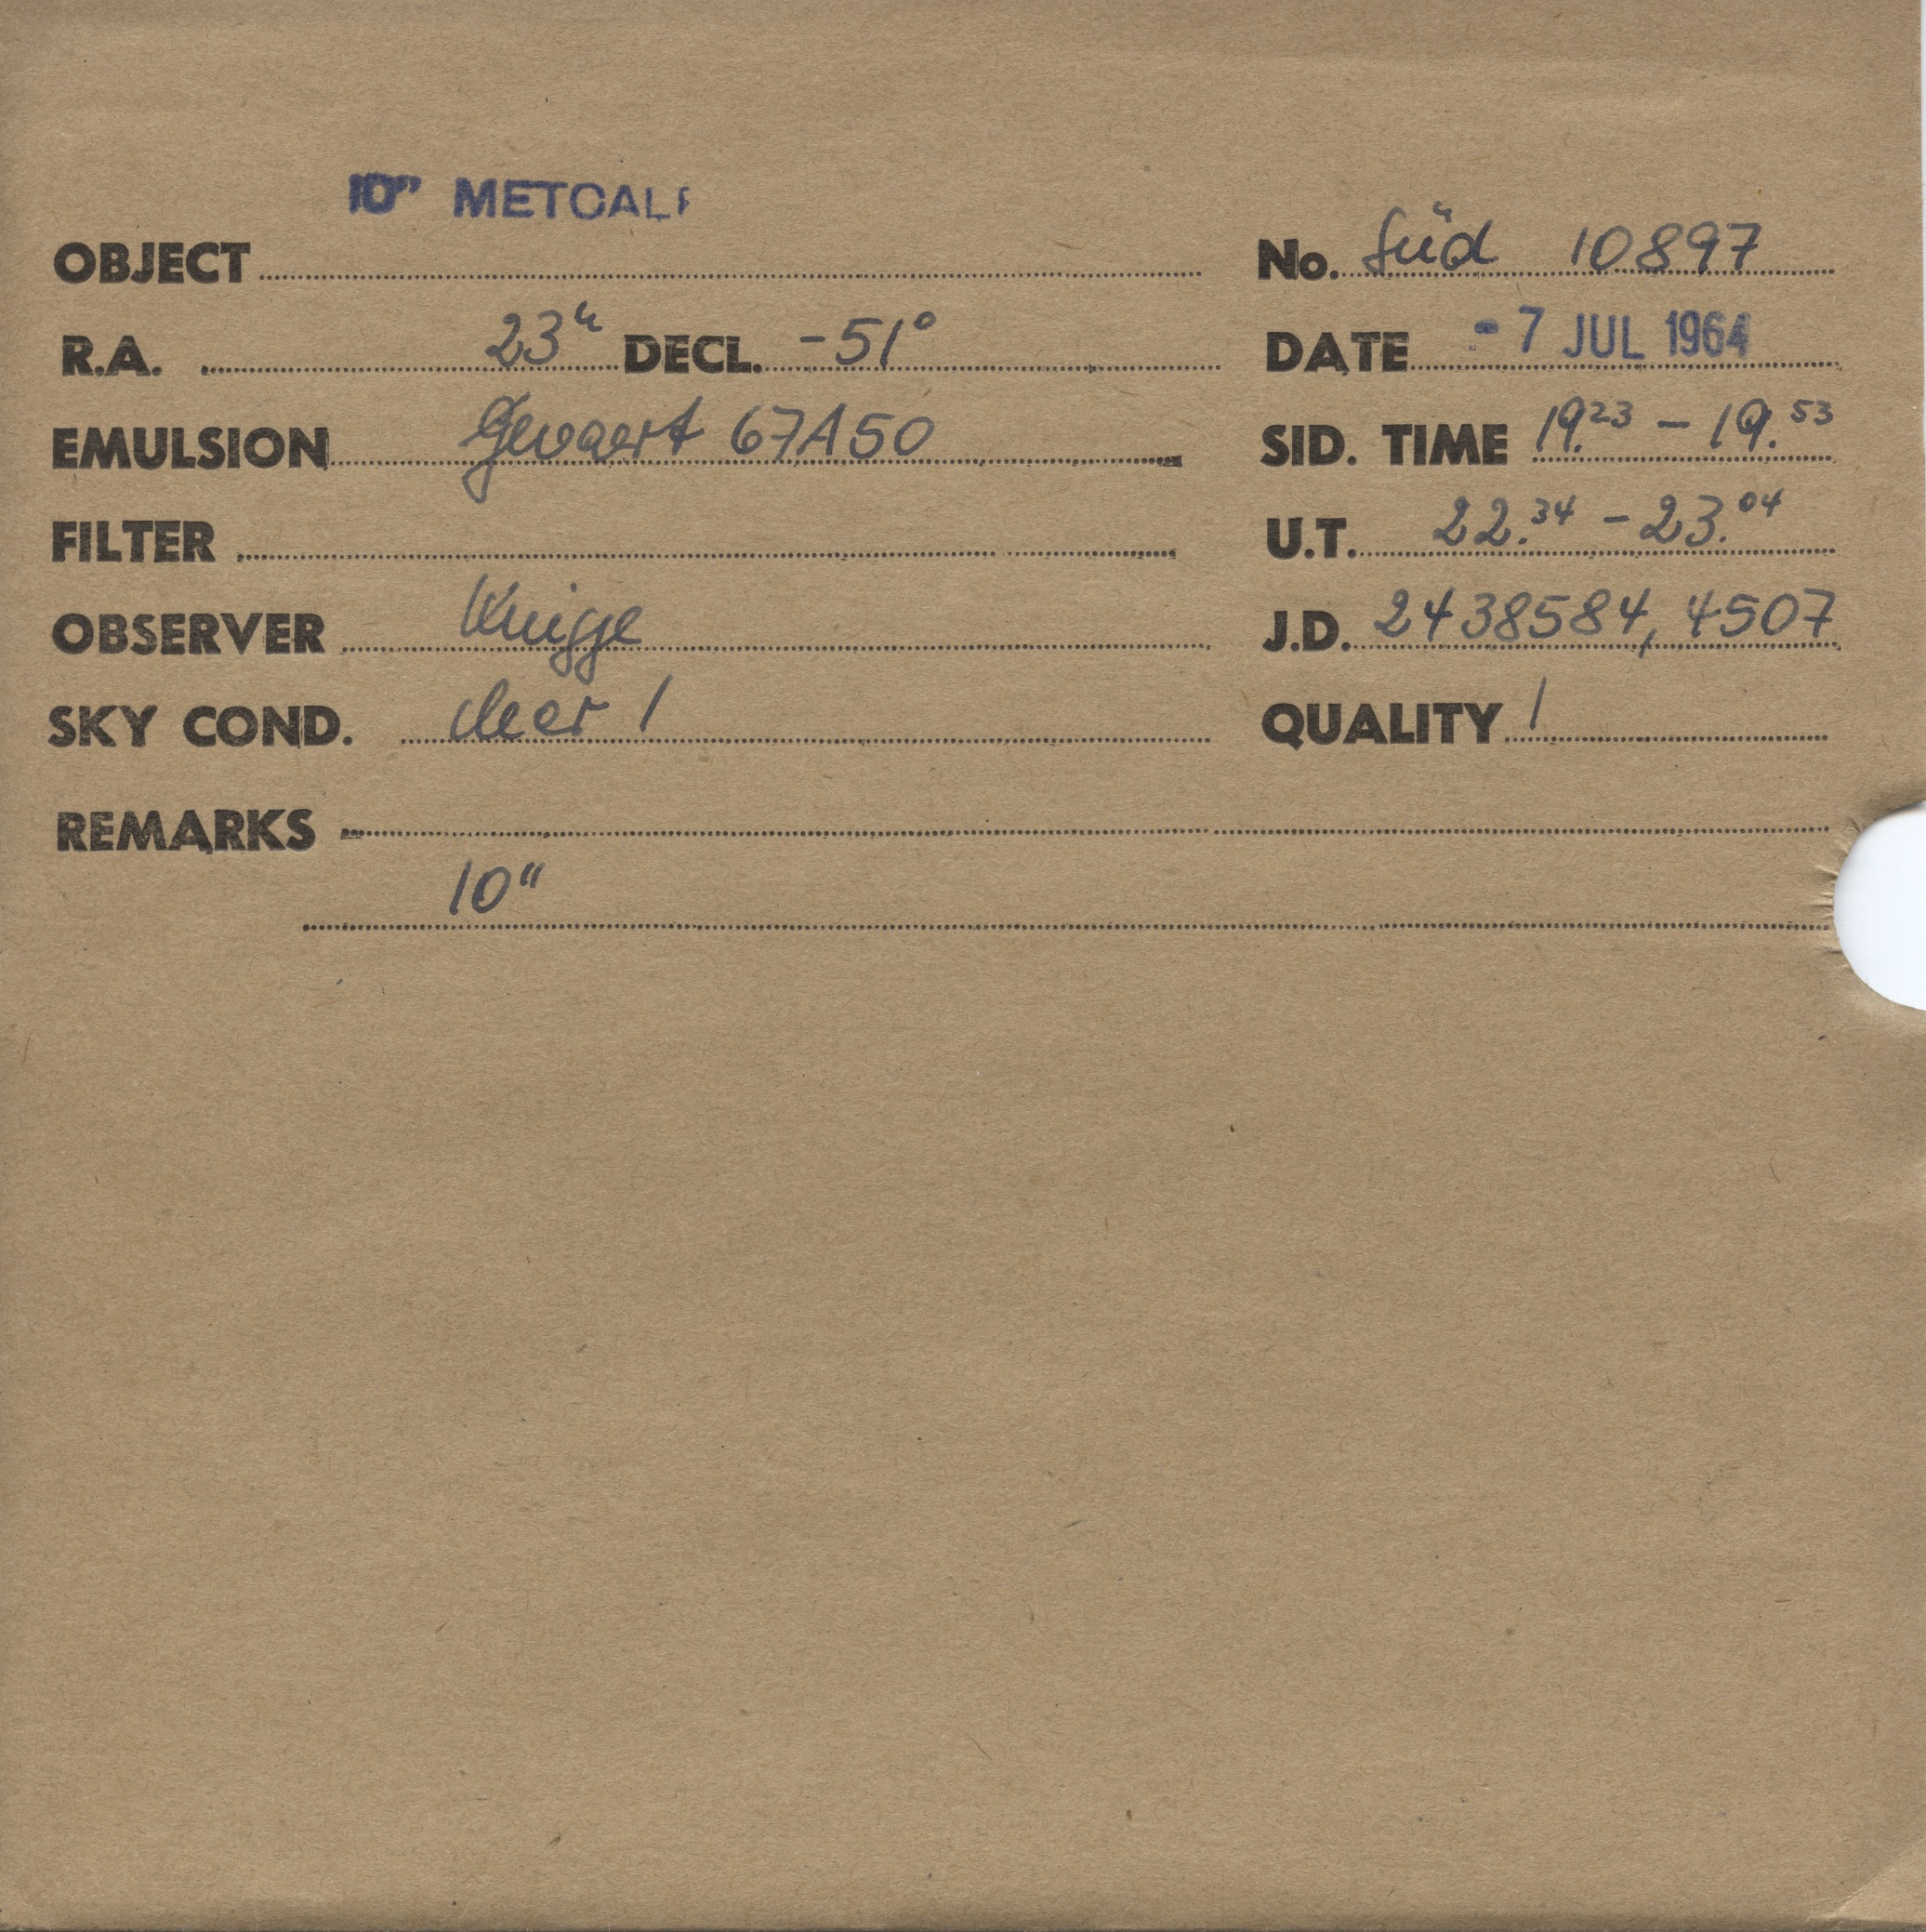 10" METCALF
OBJECT No. Süd 10897
R.A. 23h DECL. -51° DATE - 7 JUL 1964
EMULSION Gevaert 67A50 SID. TIME 19.23 - 19.53
FILTER U.T. 22.34 - 23.04
OBSERVER Knigge J.D. 2438584,4507
SKY COND. clear 1 QUALITY 1
REMARKS
10"